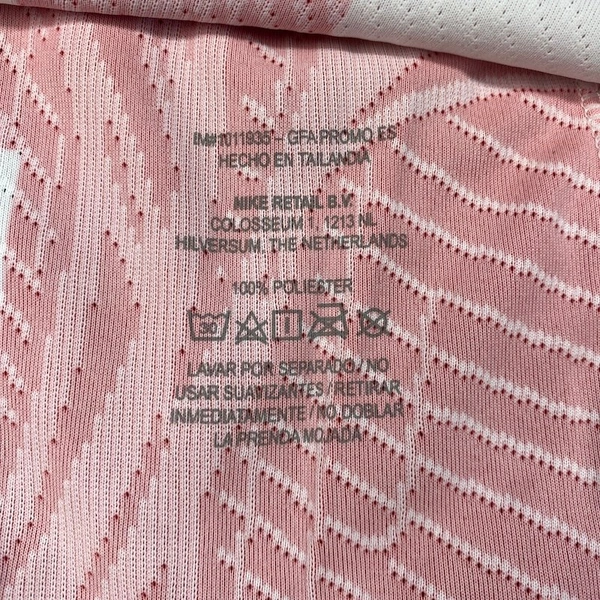 IM#1011935 - GFA PROMO ES
HECHO EN TAILANDIA
NIKE RETAIL B.V.
COLOSSEUM 1, 1213 NL
HILVERSUM, THE NETHERLANDS
100% POLIESTER
30
LAVAR POR SEPARADO / NO
USAR SUAVIZANTES / RETIRAR
INMEDIATAMENTE / NO DOBLAR
LA PRENDA MOJADA